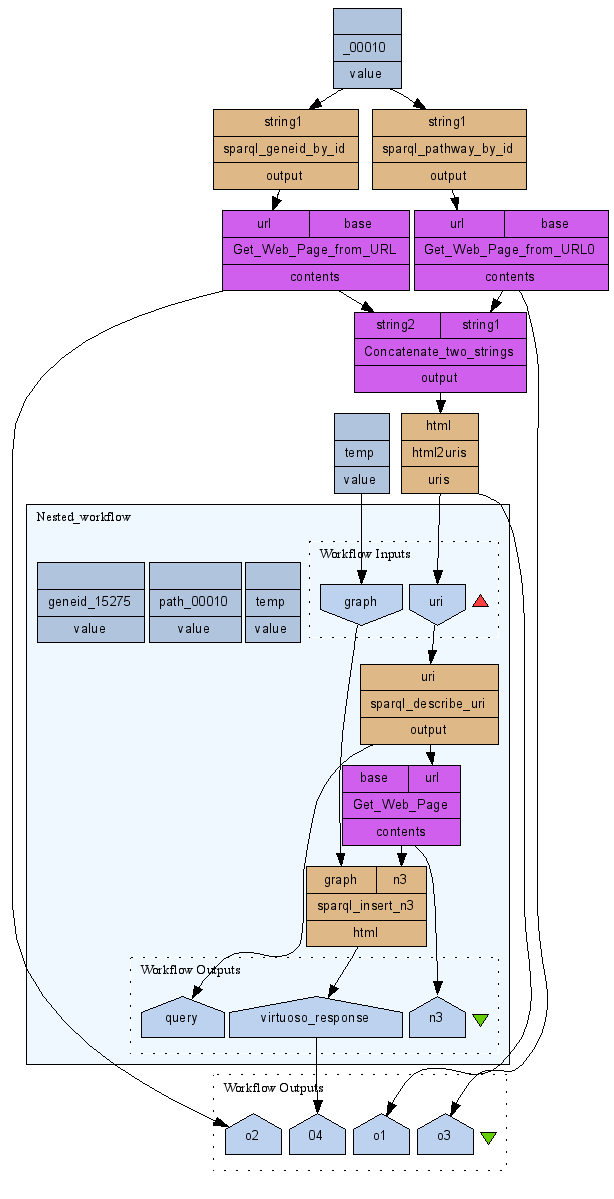 _00010
value
string1
string1
sparql_geneid_by_id
sparql_pathway_by_id
output
output
url base
url base
Get_Web_Page_from_URL
Get_Web_Page_from_URL0
contents
contents
string2 string1
Concatenate_two_strings
output
html
temp
html2uris
value
uris
Nested_workflow
Workflow Inputs
geneid_15275
path_00010
temp
graph
uri
value
value
value
uri
sparql_describe_uri
output
base url
Get_Web_Page
contents
graph n3
sparql_insert_n3
html
Workflow Outputs
query
virtuoso_response
n3
Workflow Outputs
o2
04
o1
o3